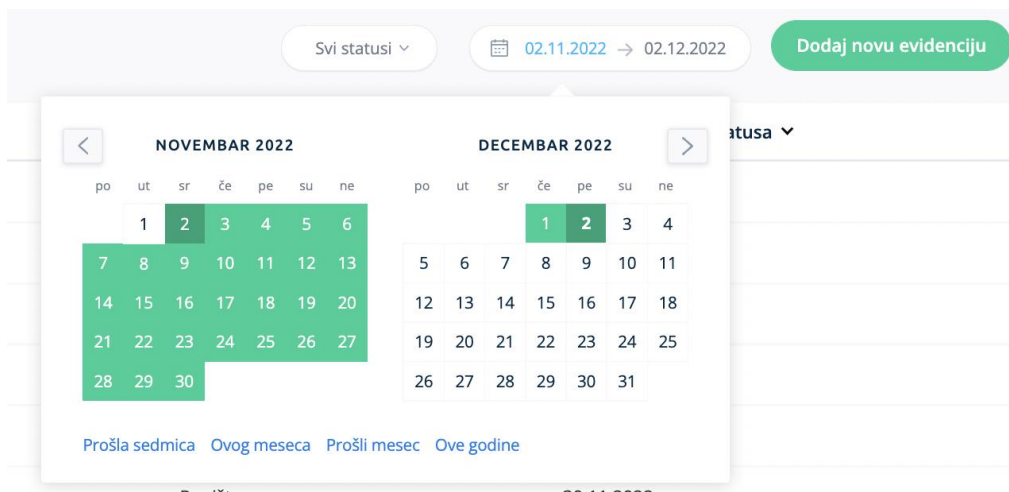 Svi statusi 02.11.2022 → 02.12.2022 Dodaj novu evidenciju
atusa
NOVEMBAR 2022 DECEMBAR 2022
po ut sr če pe su ne po ut sr če pe su ne
1 2 3 4 5 6 1 2 3 4
7 8 9 10 11 12 13 5 6 7 8 9 10 11
14 15 16 17 18 19 20 12 13 14 15 16 17 18
21 22 23 24 25 26 27 19 20 21 22 23 24 25
28 29 30 26 27 28 29 30 31
Prošla sedmica Ovog meseca Prošli mesec Ove godine